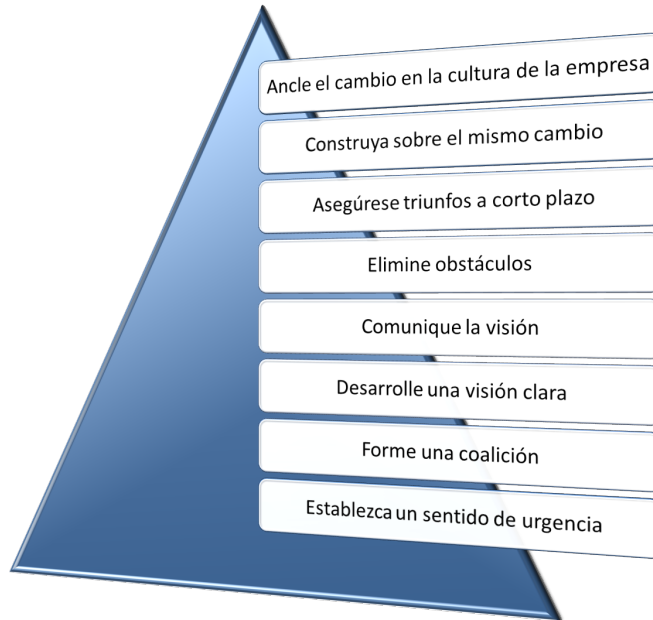 Ancle el cambio en la cultura de la empresa
Construya sobre el mismo cambio
Asegúrese triunfos a corto plazo
Elimine obstáculos
Comunique la visión
Desarrolle una visión clara
Forme una coalición
Establezca un sentido de urgencia